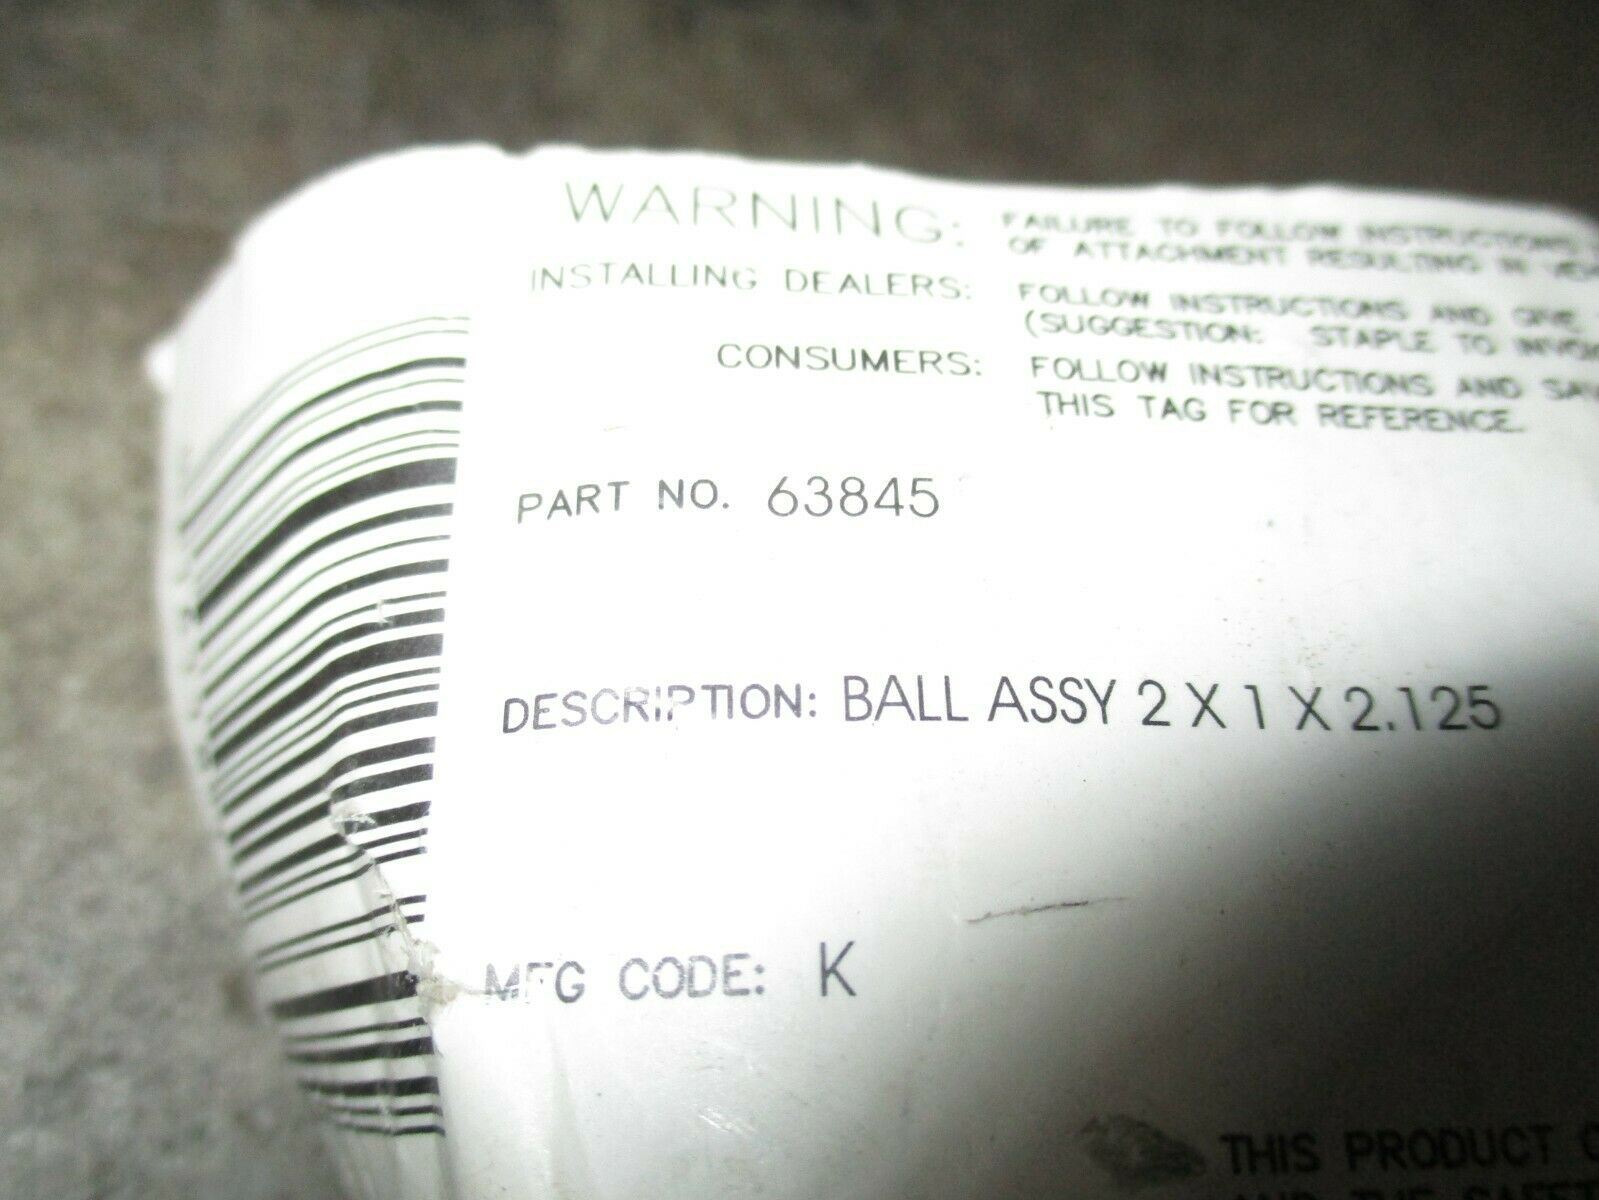 WARNING: FAILURE TO FOLLOW INSTRUCTIONS
OF ATTACHMENT RESULTING IN
INSTALLING DEALERS: FOLLOW INSTRUCTIONS AND GIVE
(SUGGESTION: STAPLE TO
CONSUMERS: FOLLOW INSTRUCTIONS AND
THIS TAG FOR REFERENCE.
PART NO. 63845
DESCRIPTION: BALL ASSY 2 X 1 X 2.125
MFG CODE: K
THIS PRODUCT